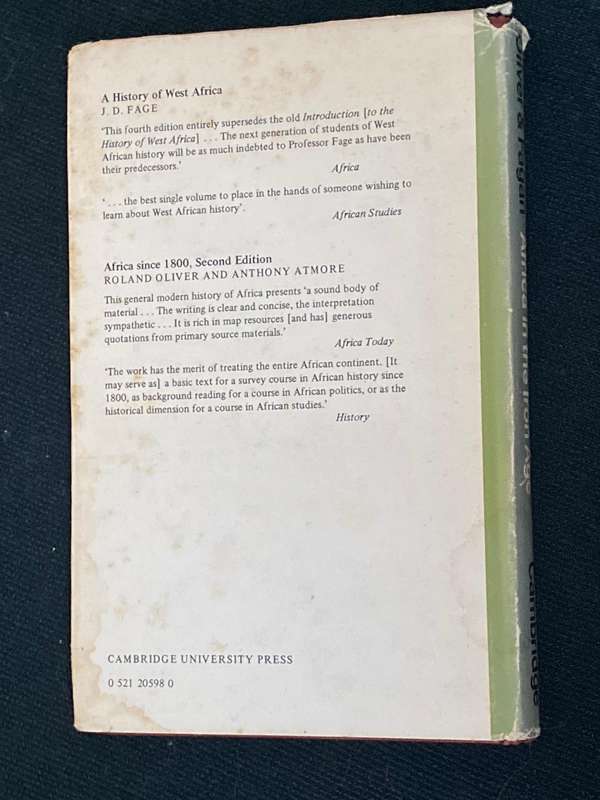 A History of West Africa
J. D. FAGE
‘This fourth edition entirely supersedes the old Introduction [to the
History of West Africa] . . . The next generation of students of West
African history will be as much indebted to Professor Fage as have been
their predecessors.’
Africa
‘. . . the best single volume to place in the hands of someone wishing to
learn about West African history’.
African Studies
Africa since 1800, Second Edition
ROLAND OLIVER AND ANTHONY ATMORE
This general modern history of Africa presents ‘a sound body of
material . . . The writing is clear and concise, the interpretation
sympathetic . . . It is rich in map resources [and has] generous
quotations from primary source materials.’
Africa Today
‘The work has the merit of treating the entire African continent. [It
may serve as] a basic text for a survey course in African history since
1800, as background reading for a course in African politics, or as the
historical dimension for a course in African studies.’
History
CAMBRIDGE UNIVERSITY PRESS
0 521 20598 0
Oliver & Fagan Africa in the Iron Age Cambridge